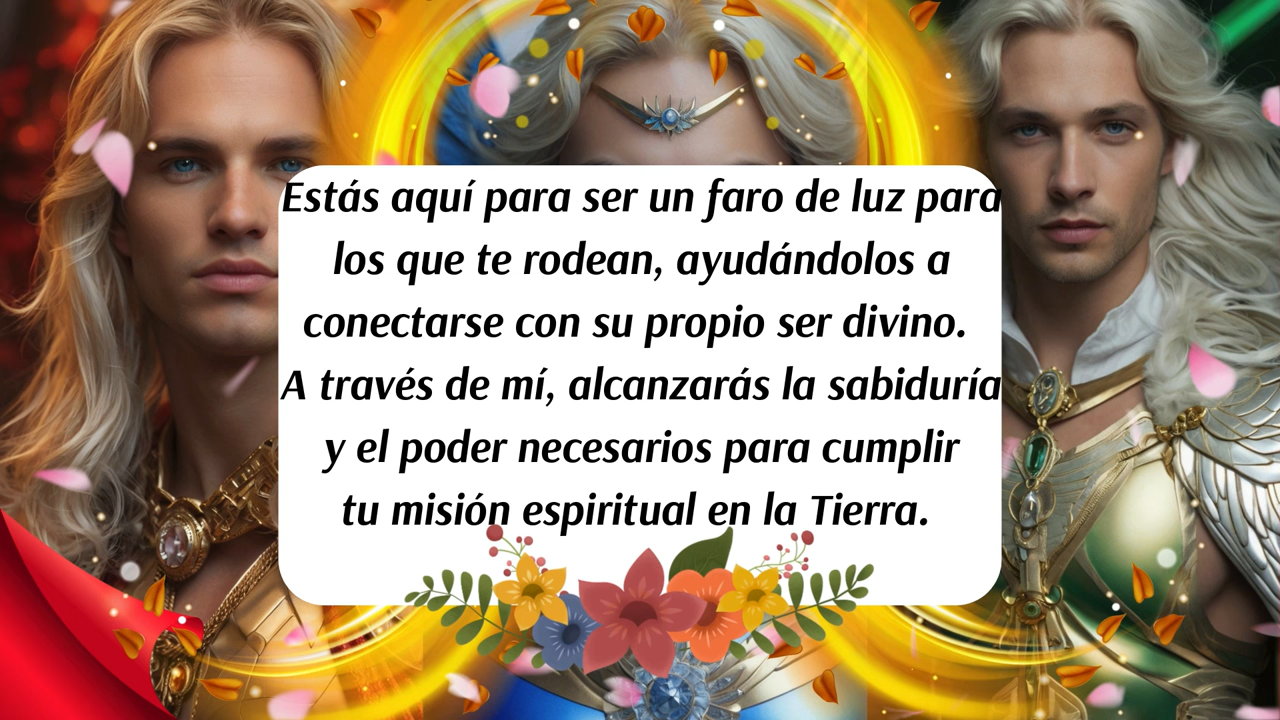 Estás aquí para ser un faro de luz para
los que te rodean, ayudándolos a
conectarse con su propio ser divino.
A través de mí, alcanzarás la sabiduría
y el poder necesarios para cumplir
tu misión espiritual en la Tierra.